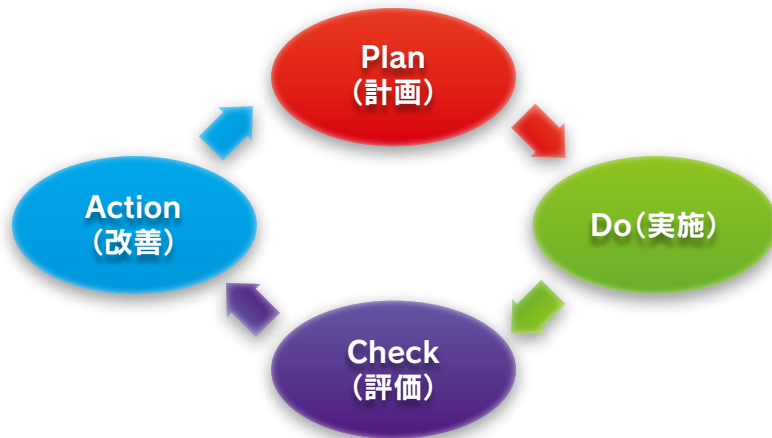 Plan
（計画）
Action
（改善）
Do（実施）
Check
（評価）